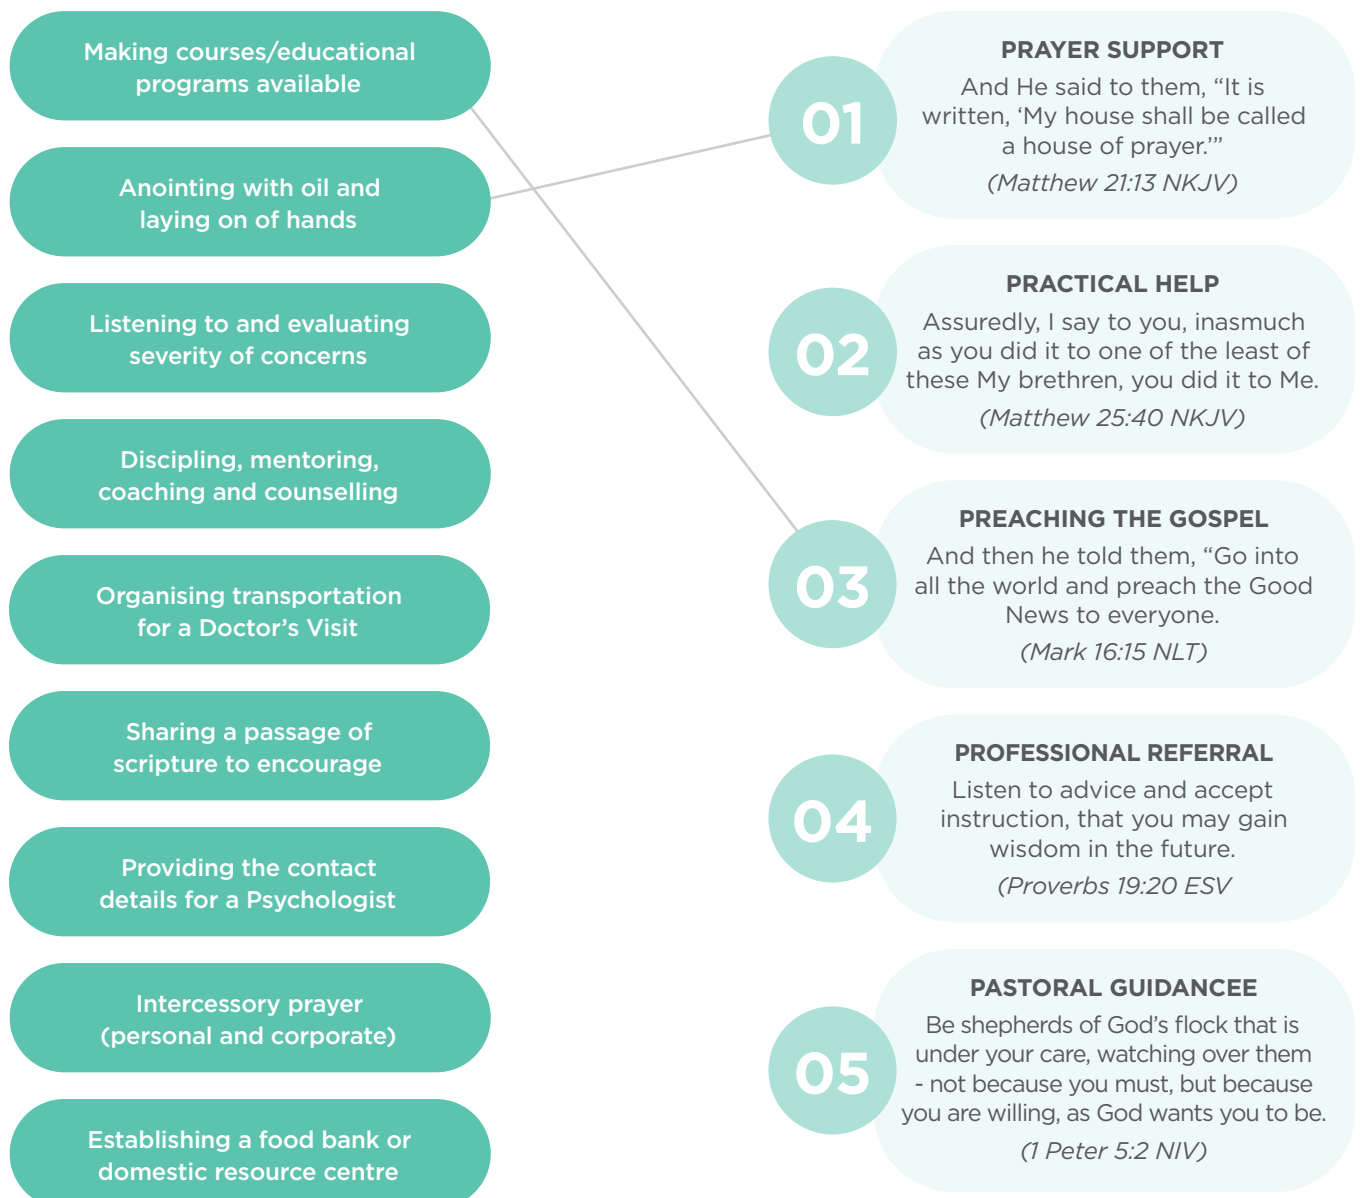 Making courses/educational
programs available
Anointing with oil and
laying on of hands
Listening to and evaluating
severity of concerns
Discipling, mentoring,
coaching and counselling
Organising transportation
for a Doctor’s Visit
Sharing a passage of
scripture to encourage
Providing the contact
details for a Psychologist
Intercessory prayer
(personal and corporate)
Establishing a food bank or
domestic resource centre
01
PRAYER SUPPORT
And He said to them, “It is
written, ‘My house shall be called
a house of prayer.’”
(Matthew 21:13 NKJV)
02
PRACTICAL HELP
Assuredly, I say to you, inasmuch
as you did it to one of the least of
these My brethren, you did it to Me.
(Matthew 25:40 NKJV)
03
PREACHING THE GOSPEL
And then he told them, “Go into
all the world and preach the Good
News to everyone.
(Mark 16:15 NLT)
04
PROFESSIONAL REFERRAL
Listen to advice and accept
instruction, that you may gain
wisdom in the future.
(Proverbs 19:20 ESV
05
PASTORAL GUIDANCEE
Be shepherds of God’s flock that is
under your care, watching over them
- not because you must, but because
you are willing, as God wants you to be.
(1 Peter 5:2 NIV)